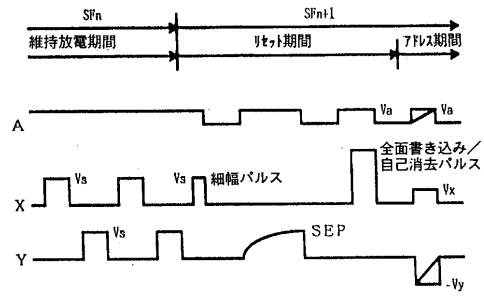 SFn SFn+1
維持放電期間 リセット期間 アドレス期間
A Va Va
全面書き込み/
自己消去パルス
X Vs Vs 細幅パルス Vx
Y Vs SEP
-Vy